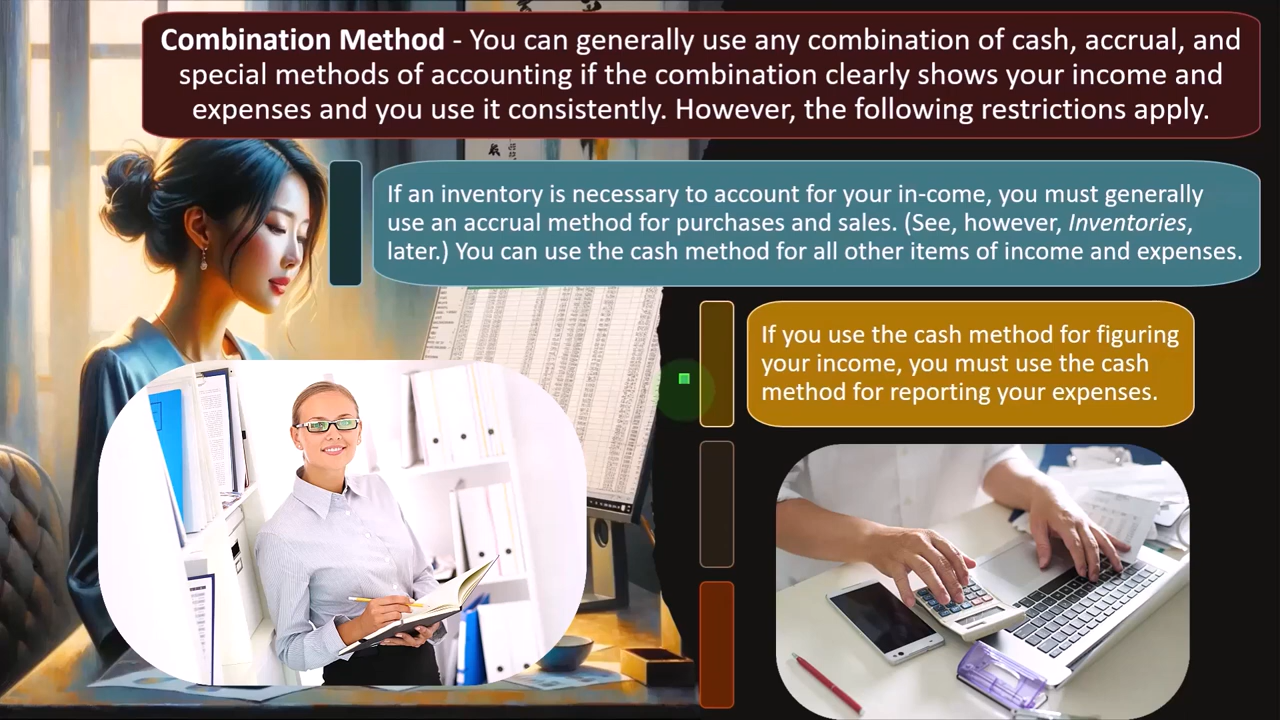 Combination Method - You can generally use any combination of cash, accrual, and
special methods of accounting if the combination clearly shows your income and
expenses and you use it consistently. However, the following restrictions apply.
If an inventory is necessary to account for your in-come, you must generally
use an accrual method for purchases and sales. (See, however, Inventories,
later.) You can use the cash method for all other items of income and expenses.
If you use the cash method for figuring
your income, you must use the cash
method for reporting your expenses.